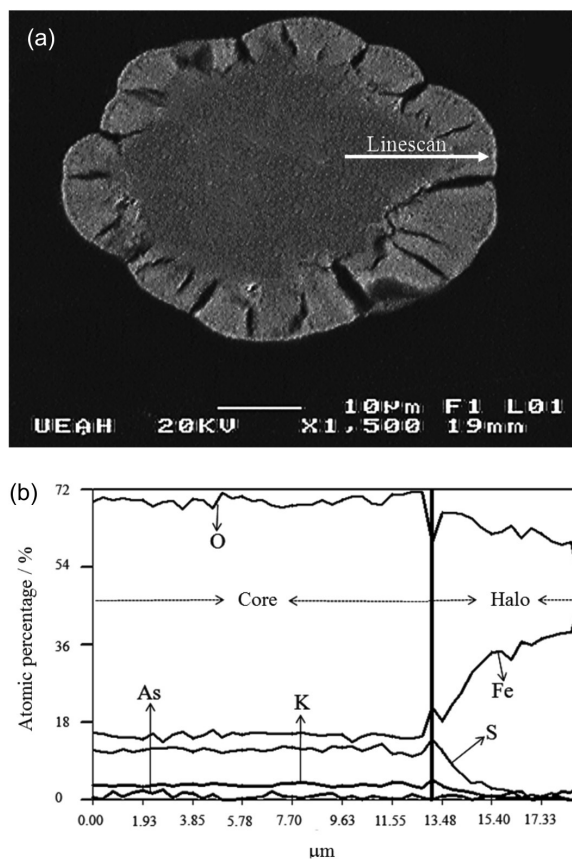 (a)
Linescan
10µm F1 L01
UEAH 20KV X1,500 19mm
(b)
72
54
36
18
0
Atomic percentage / %
O
Core
Halo
As
K
Fe
S
0.00 1.93 3.85 5.78 7.70 9.63 11.55 13.48 15.40 17.33
µm